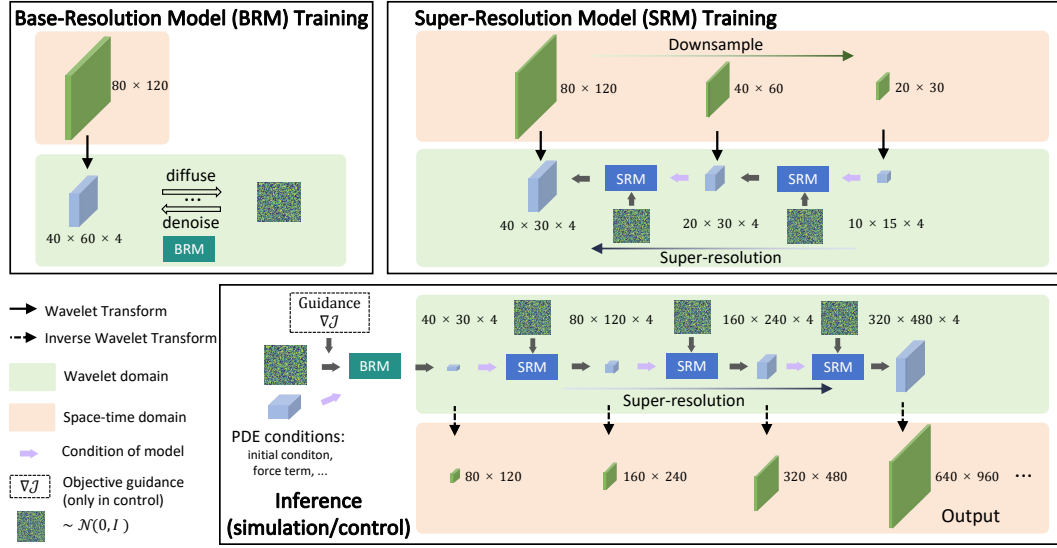 Base-Resolution Model (BRM) Training
80 × 120
diffuse
...
denoise
BRM
40 × 60 × 4
Super-Resolution Model (SRM) Training
Downsample
80 × 120
40 × 60
20 × 30
SRM
SRM
40 × 30 × 4
20 × 30 × 4
10 × 15 × 4
Super-resolution
Wavelet Transform
Inverse Wavelet Transform
Wavelet domain
Space-time domain
Condition of model
∇𝒥
Objective guidance
(only in control)
~ 𝒩(0, I)
Guidance
∇𝒥
BRM
PDE conditions:
initial conditon,
force term, ...
Inference
(simulation/control)
40 × 30 × 4
80 × 120 × 4
160 × 240 × 4
320 × 480 × 4
SRM
SRM
SRM
Super-resolution
80 × 120
160 × 240
320 × 480
640 × 960
...
Output